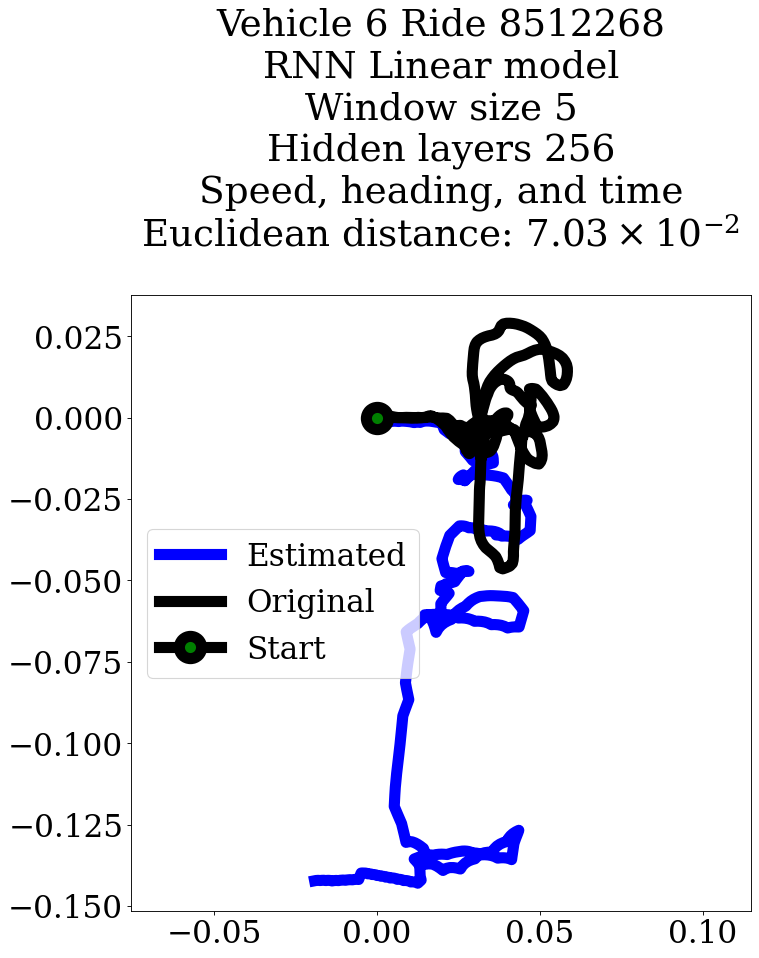 Vehicle 6 Ride 8512268
RNN Linear model
Window size 5
Hidden layers 256
Speed, heading, and time
Euclidean distance: 7.03 × 10⁻²
0.025
0.000
−0.025
−0.050
−0.075
−0.100
−0.125
−0.150
Estimated
Original
Start
−0.05
0.00
0.05
0.10